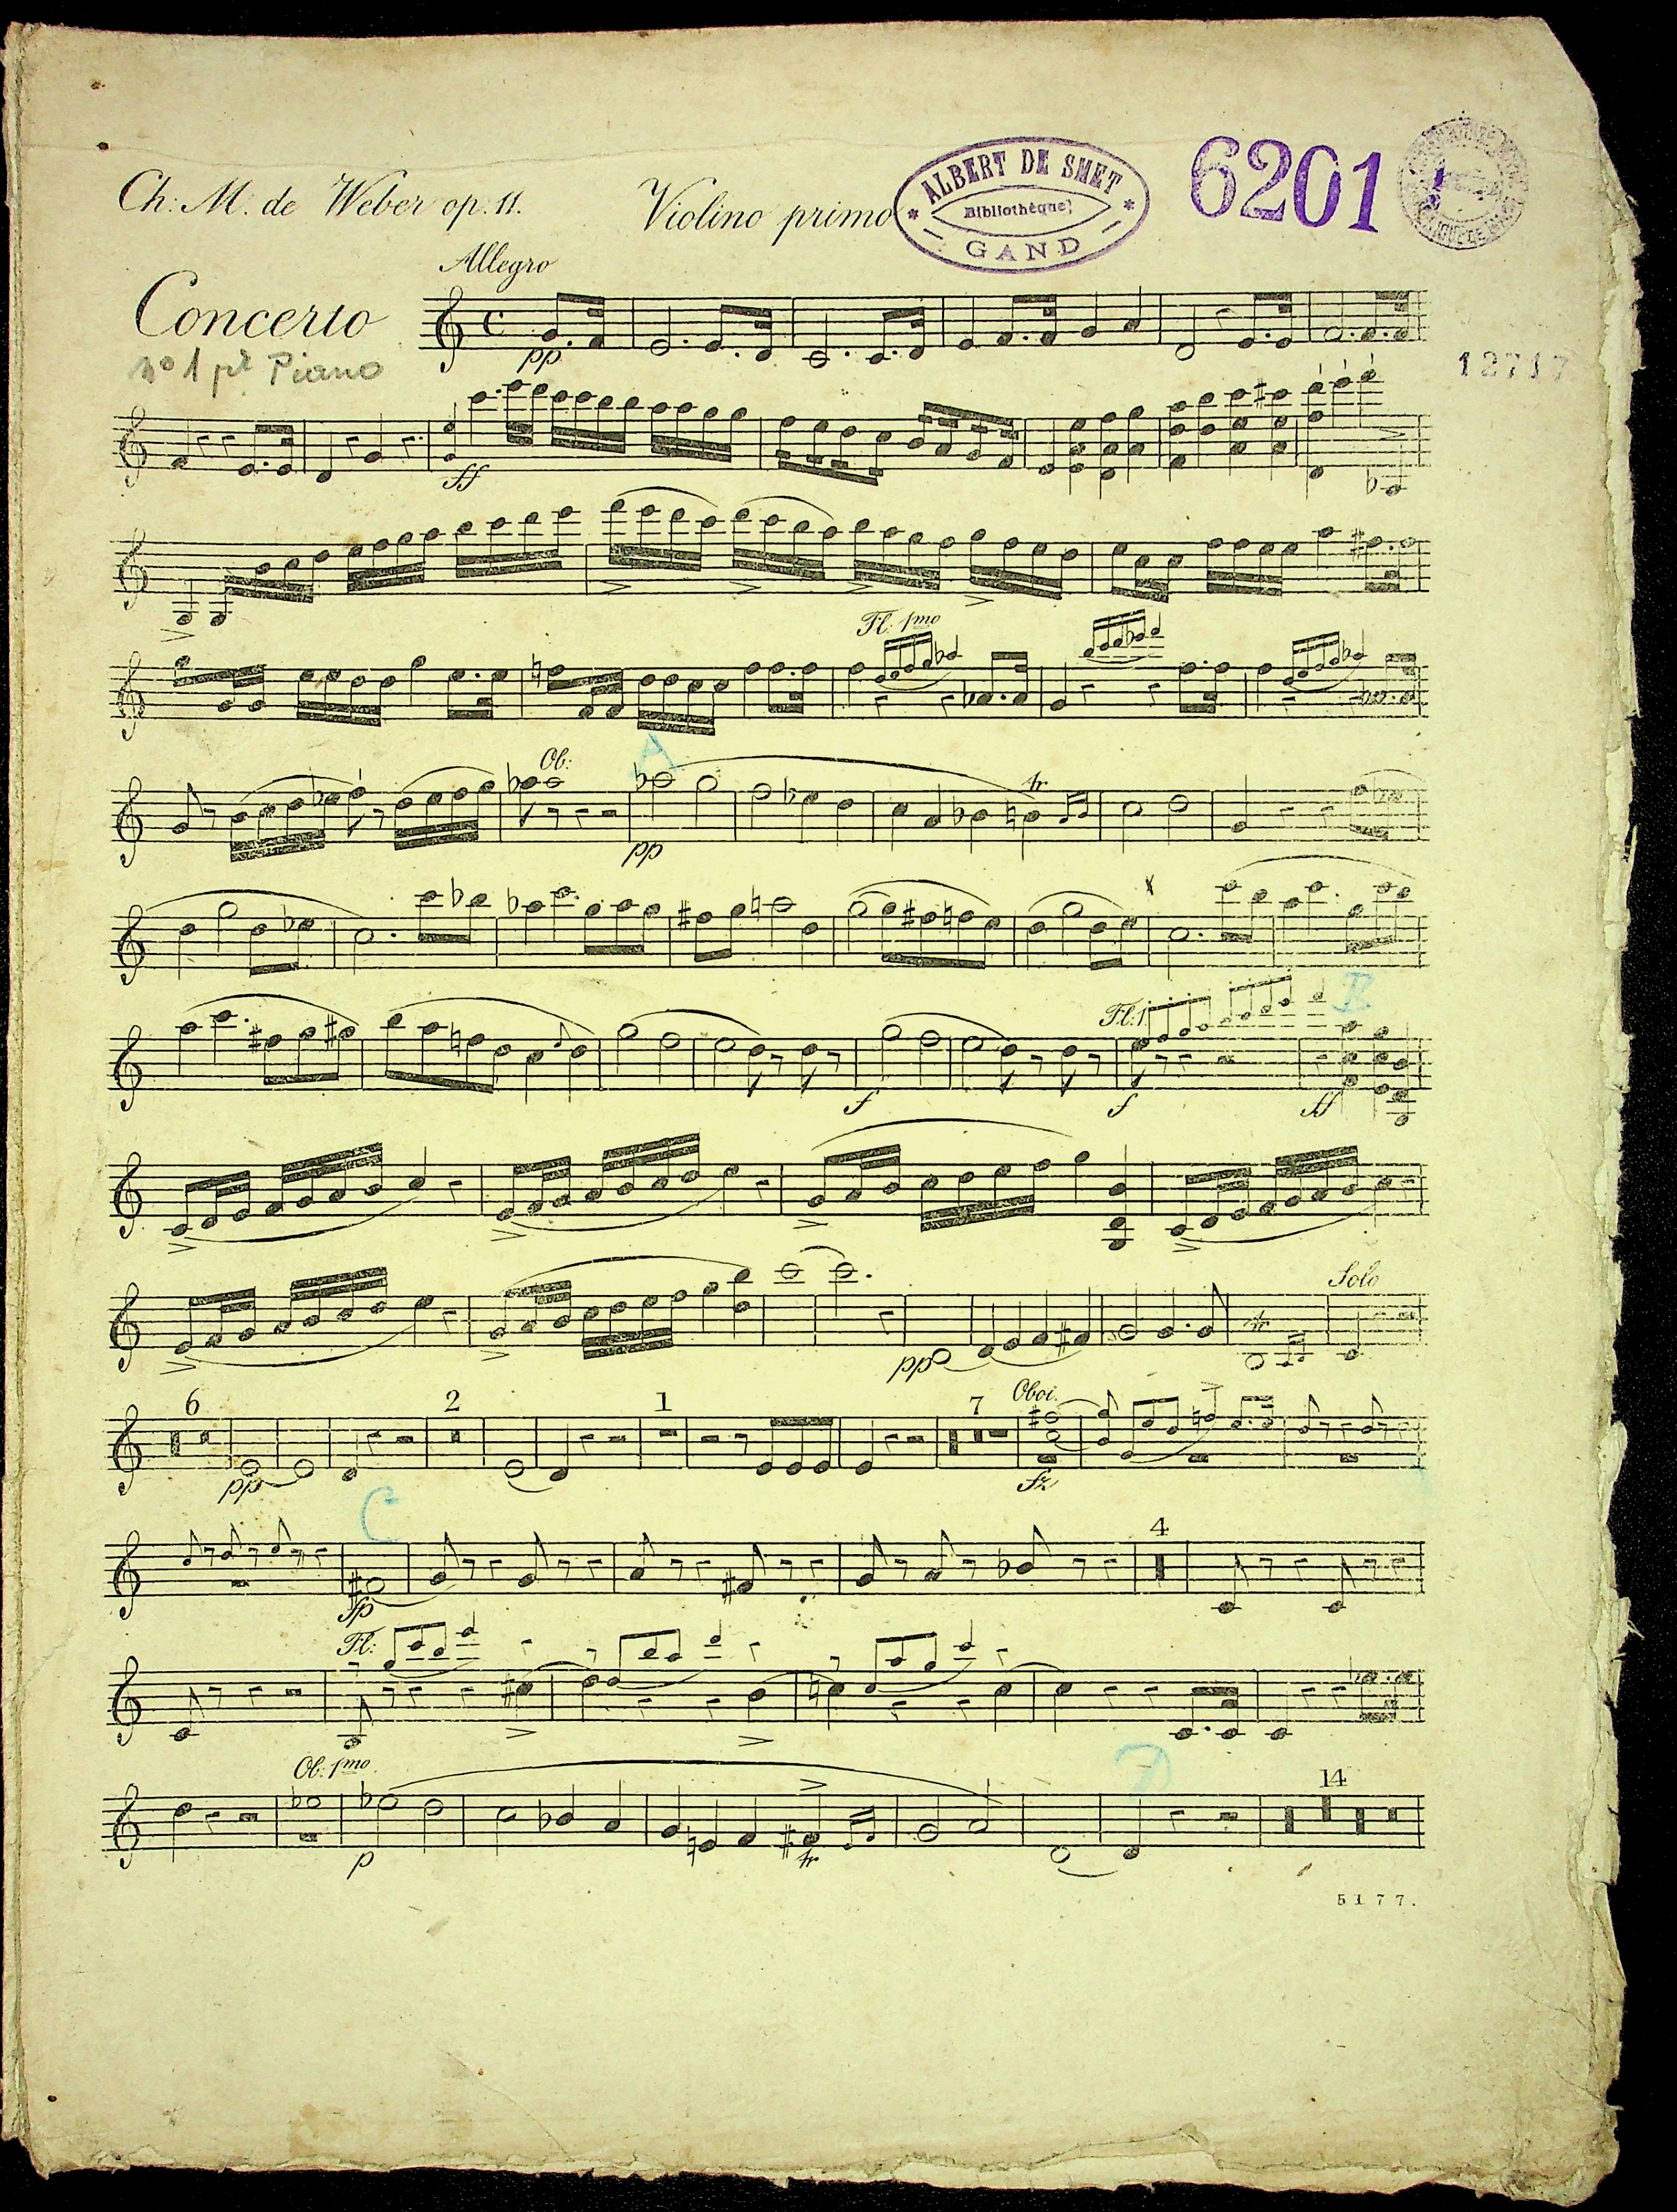 Ch: M. de Weber op. 11.
Violino primo
ALBERT DE SMET
Bibliothèque
GAND
6201
Allegro
Concerto
nº 1 pr Piano
pp
12717
ff
Fl: 1mo
A
Ob:
tr
pp
Fl: 1
f
f
ff
Solo
pp
tr
6
2
1
7
Oboi.
pp
fz
C
4
fp
Fl:
Ob: 1mo.
D
14
p
tr
5177.